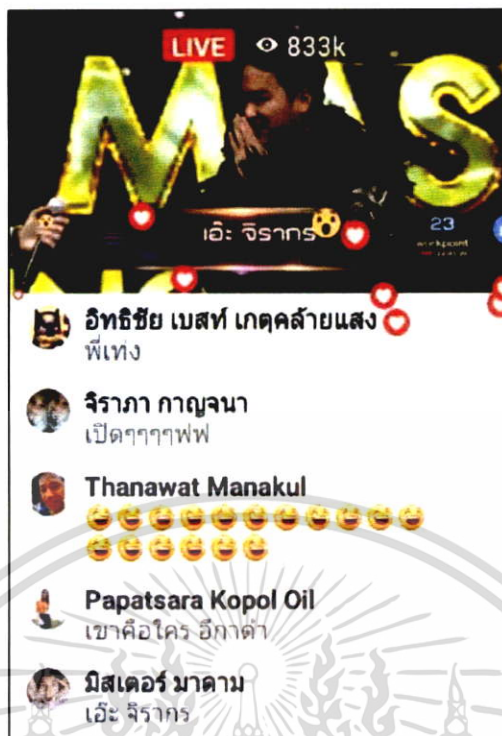 LIVE 833k
MAS
เอ๊ะ จิรากร
23
workpoint
อิทธิชัย เบสท์ เกตุคล้ายแสง
พี่เท่ง
จิราภา กาญจนา
เปิดๆๆๆๆฟฟ
Thanawat Manakul
Papatsara Kopol Oil
เขาคือใคร อีกาดำ
มิสเตอร์ มาดาม
เอ๊ะ จิรากร